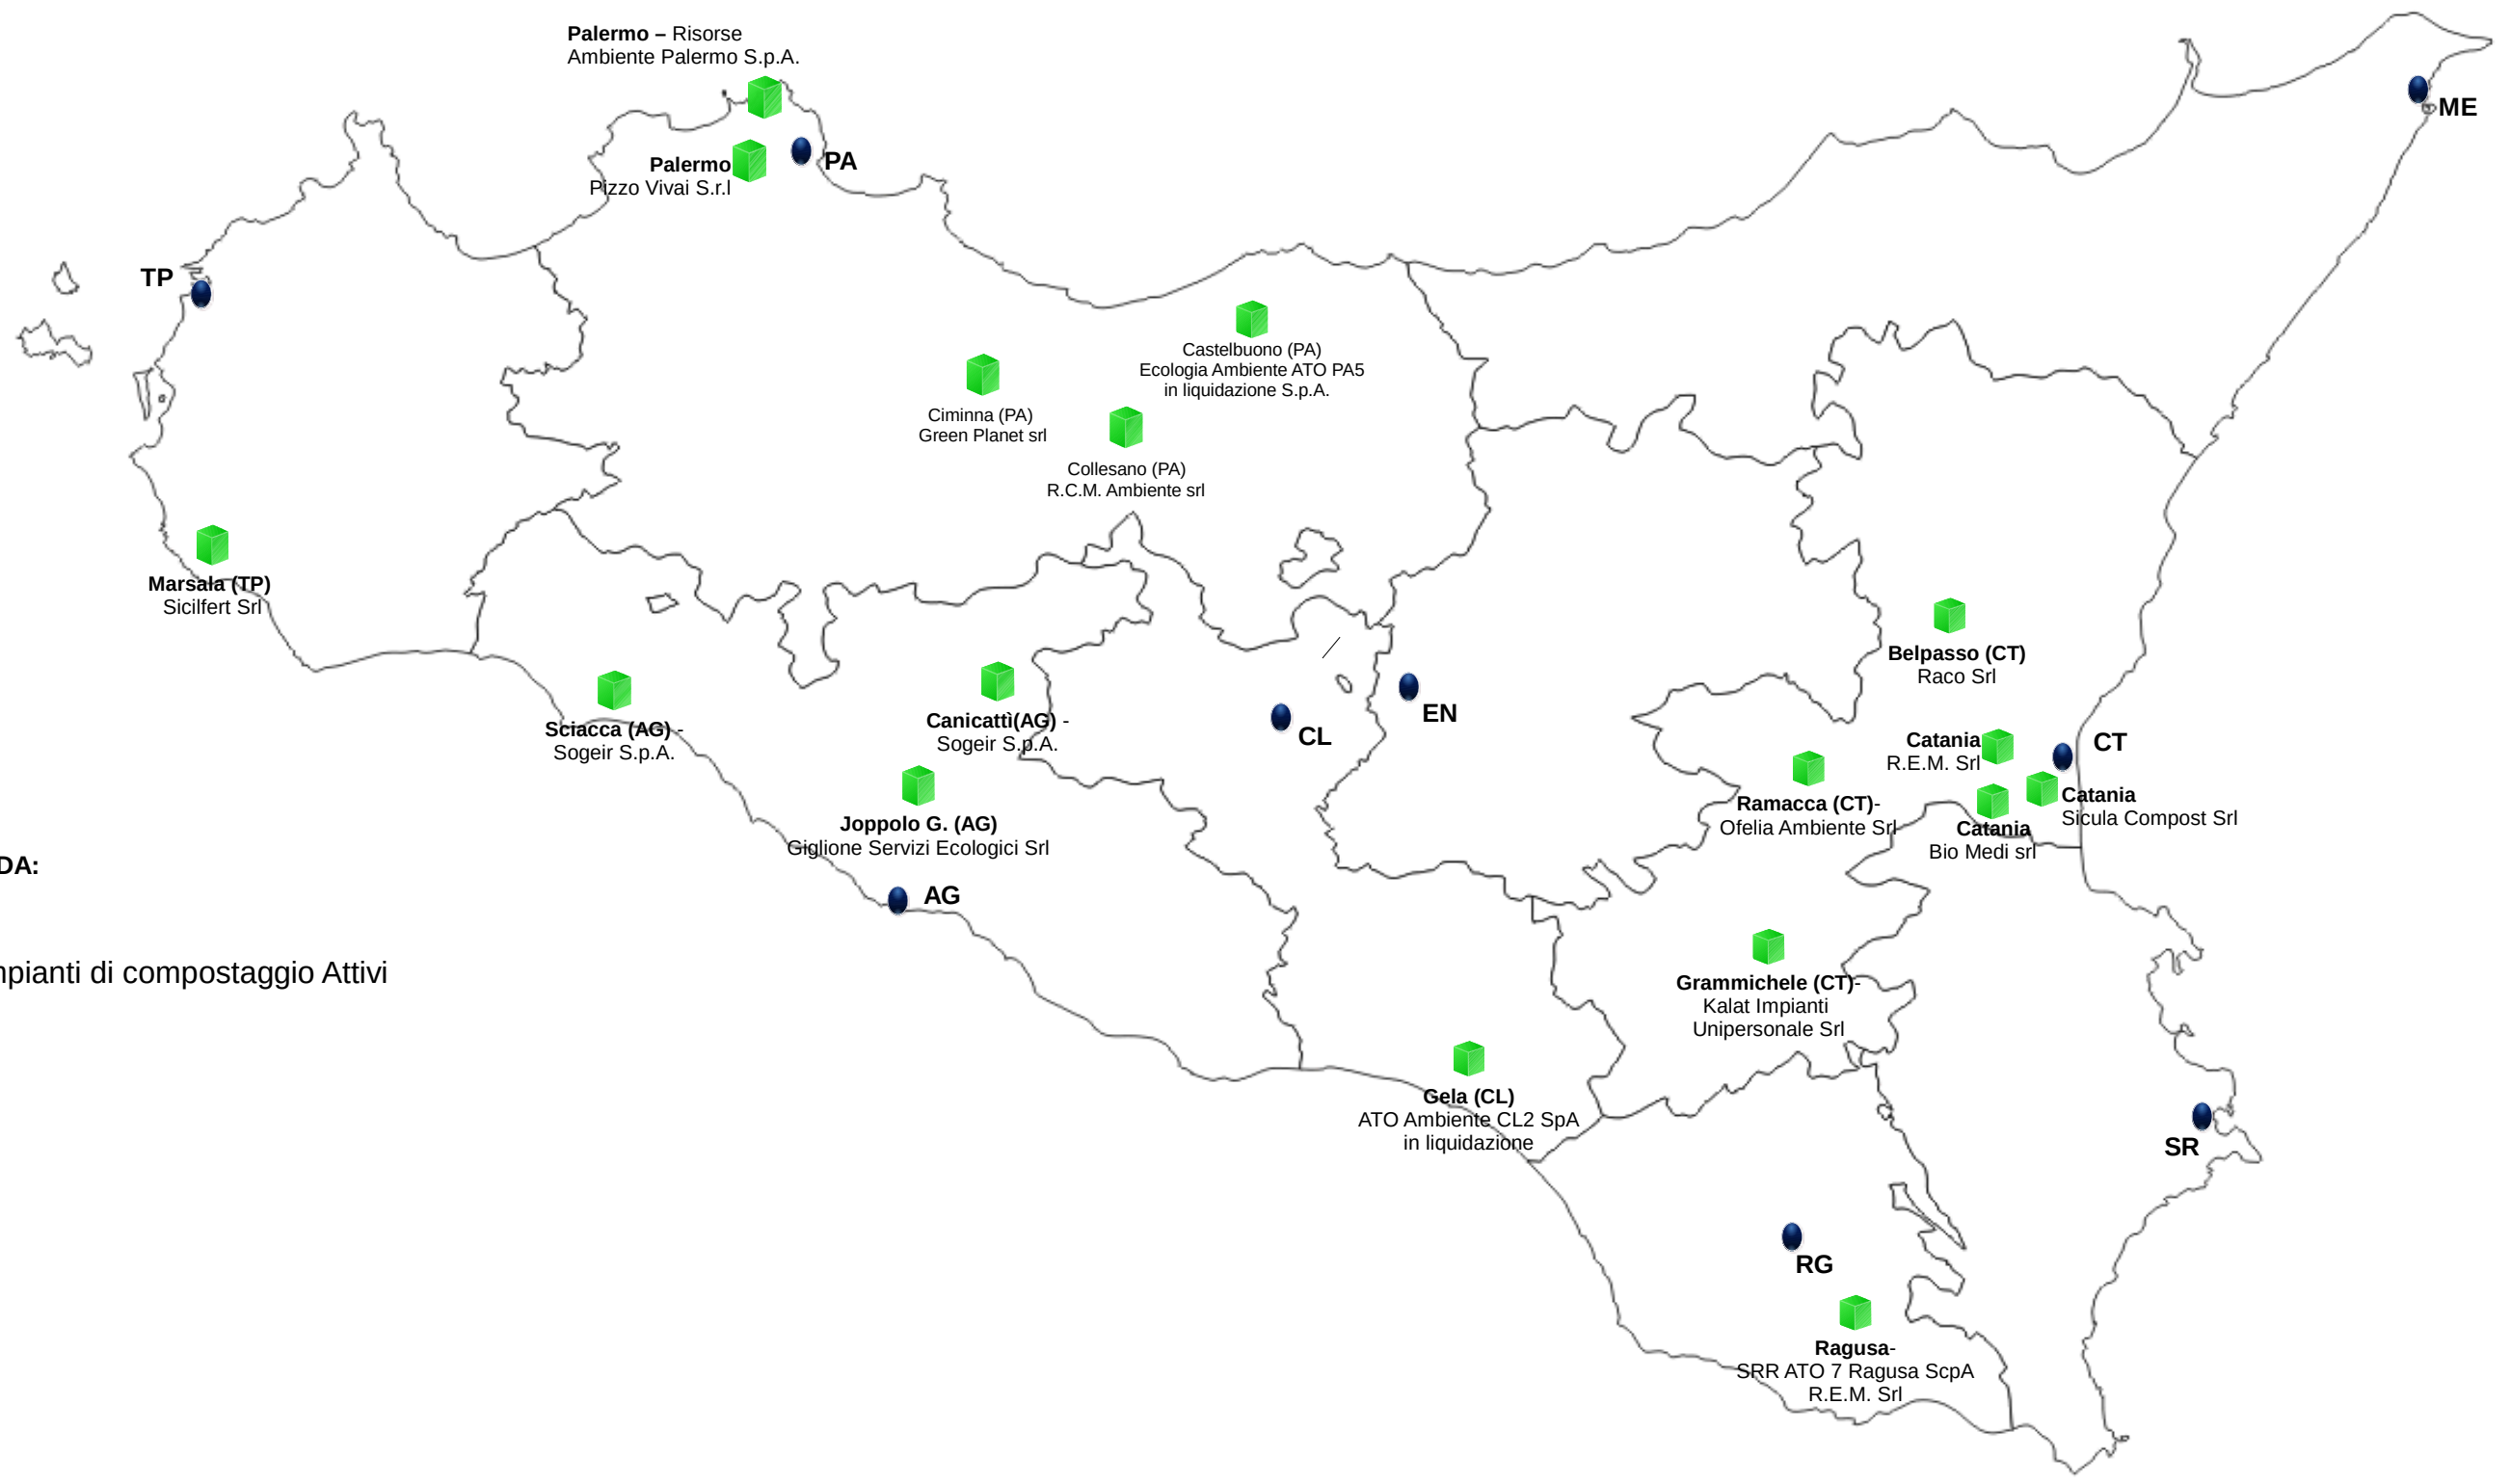 Palermo – Risorse
Ambiente Palermo S.p.A.
ME
PA
Palermo
Pizzo Vivai S.r.l
TP
Castelbuono (PA)
Ecologia Ambiente ATO PA5
in liquidazione S.p.A.
Ciminna (PA)
Green Planet srl
Collesano (PA)
R.C.M. Ambiente srl
Marsala (TP)
Sicilfert Srl
Belpasso (CT)
Raco Srl
Sciacca (AG) -
Sogeir S.p.A.
Canicattì(AG) -
Sogeir S.p.A.
CL
EN
Catania
R.E.M. Srl
CT
Catania
Sicula Compost Srl
Ramacca (CT)-
Ofelia Ambiente Srl
Catania
Bio Medi srl
Joppolo G. (AG)
Giglione Servizi Ecologici Srl
DA:
AG
mpianti di compostaggio Attivi
Grammichele (CT)-
Kalat Impianti
Unipersonale Srl
Gela (CL)
ATO Ambiente CL2 SpA
in liquidazione
SR
RG
Ragusa-
SRR ATO 7 Ragusa ScpA
R.E.M. Srl